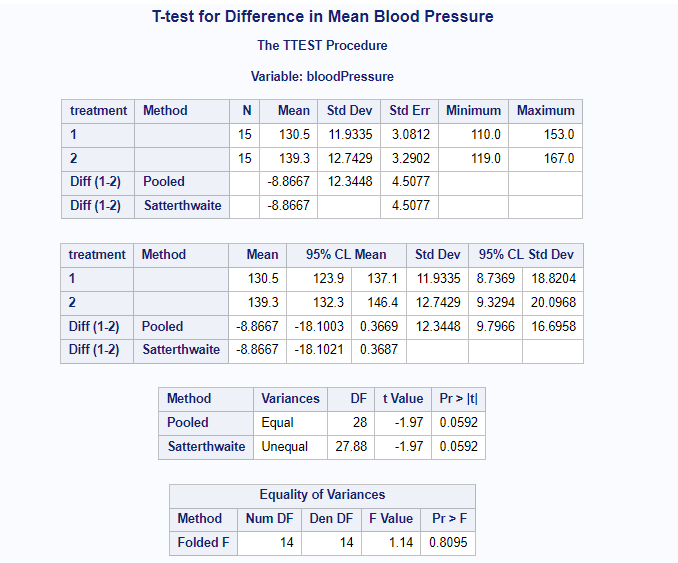 T-test for Difference in Mean Blood Pressure
The TTEST Procedure
Variable: bloodPressure
treatment Method N Mean Std Dev Std Err Minimum Maximum
1 15 130.5 11.9335 3.0812 110.0 153.0
2 15 139.3 12.7429 3.2902 119.0 167.0
Diff (1-2) Pooled -8.8667 12.3448 4.5077
Diff (1-2) Satterthwaite -8.8667 4.5077
treatment Method Mean 95% CL Mean Std Dev 95% CL Std Dev
1 130.5 123.9 137.1 11.9335 8.7369 18.8204
2 139.3 132.3 146.4 12.7429 9.3294 20.0968
Diff (1-2) Pooled -8.8667 -18.1003 0.3669 12.3448 9.7966 16.6958
Diff (1-2) Satterthwaite -8.8667 -18.1021 0.3687
Method Variances DF t Value Pr > |t|
Pooled Equal 28 -1.97 0.0592
Satterthwaite Unequal 27.88 -1.97 0.0592
Equality of Variances
Method Num DF Den DF F Value Pr > F
Folded F 14 14 1.14 0.8095